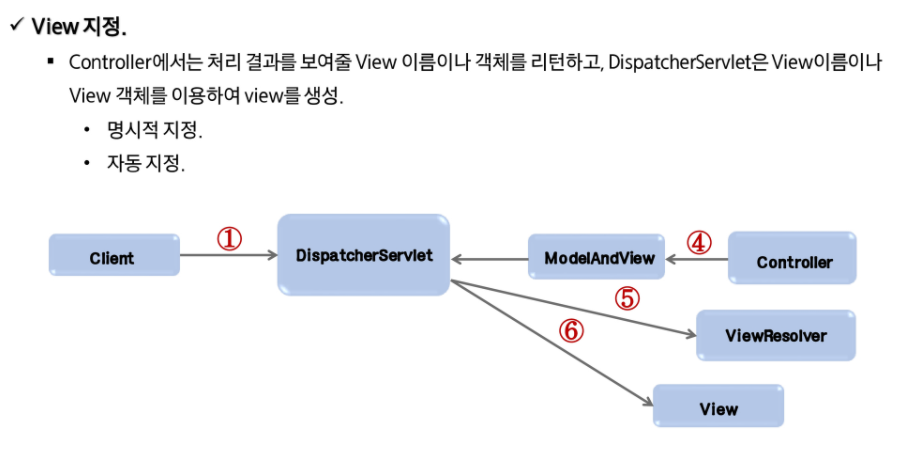 ✓ View 지정.
▪ Controller에서는 처리 결과를 보여줄 View 이름이나 객체를 리턴하고, DispatcherServlet은 View이름이나
View 객체를 이용하여 view를 생성.
• 명시적 지정.
• 자동 지정.
①
④
Client
DispatcherServlet
ModelAndView
Controller
⑤
⑥
ViewResolver
View